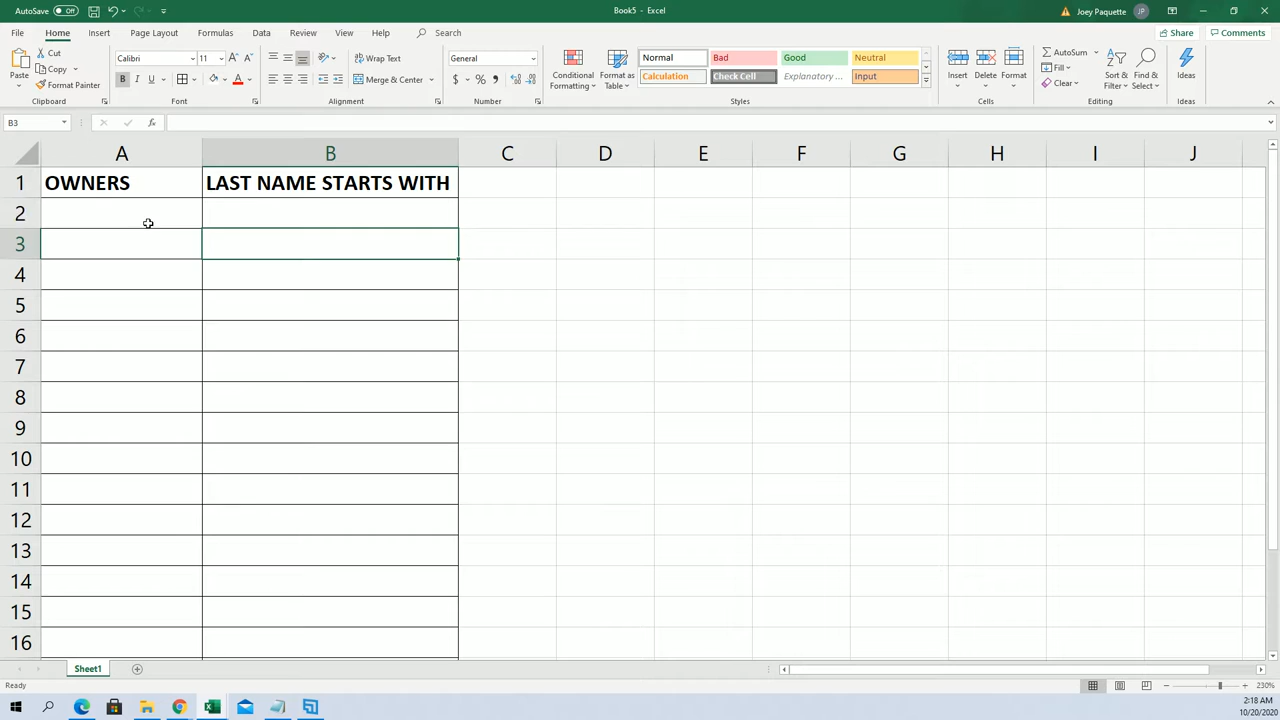 AutoSave Off Book5 - Excel Joey Paquette JP
File Home Insert Page Layout Formulas Data Review View Help Search Share Comments
Paste Cut Copy Format Painter Clipboard
Calibri 11 B I U Font
Wrap Text Merge & Center Alignment
General $ % Number
Conditional Formatting Format as Table Normal Bad Good Neutral
Calculation Check Cell Explanatory ... Input Styles
Insert Delete Format Cells
AutoSum Fill Clear Sort & Filter Find & Select Editing
Ideas Ideas
B3 fx
A B C D E F G H I J
1 OWNERS LAST NAME STARTS WITH
2
3
4
5
6
7
8
9
10
11
12
13
14
15
16
Sheet1
Ready 230%
2:18 AM
10/20/2020